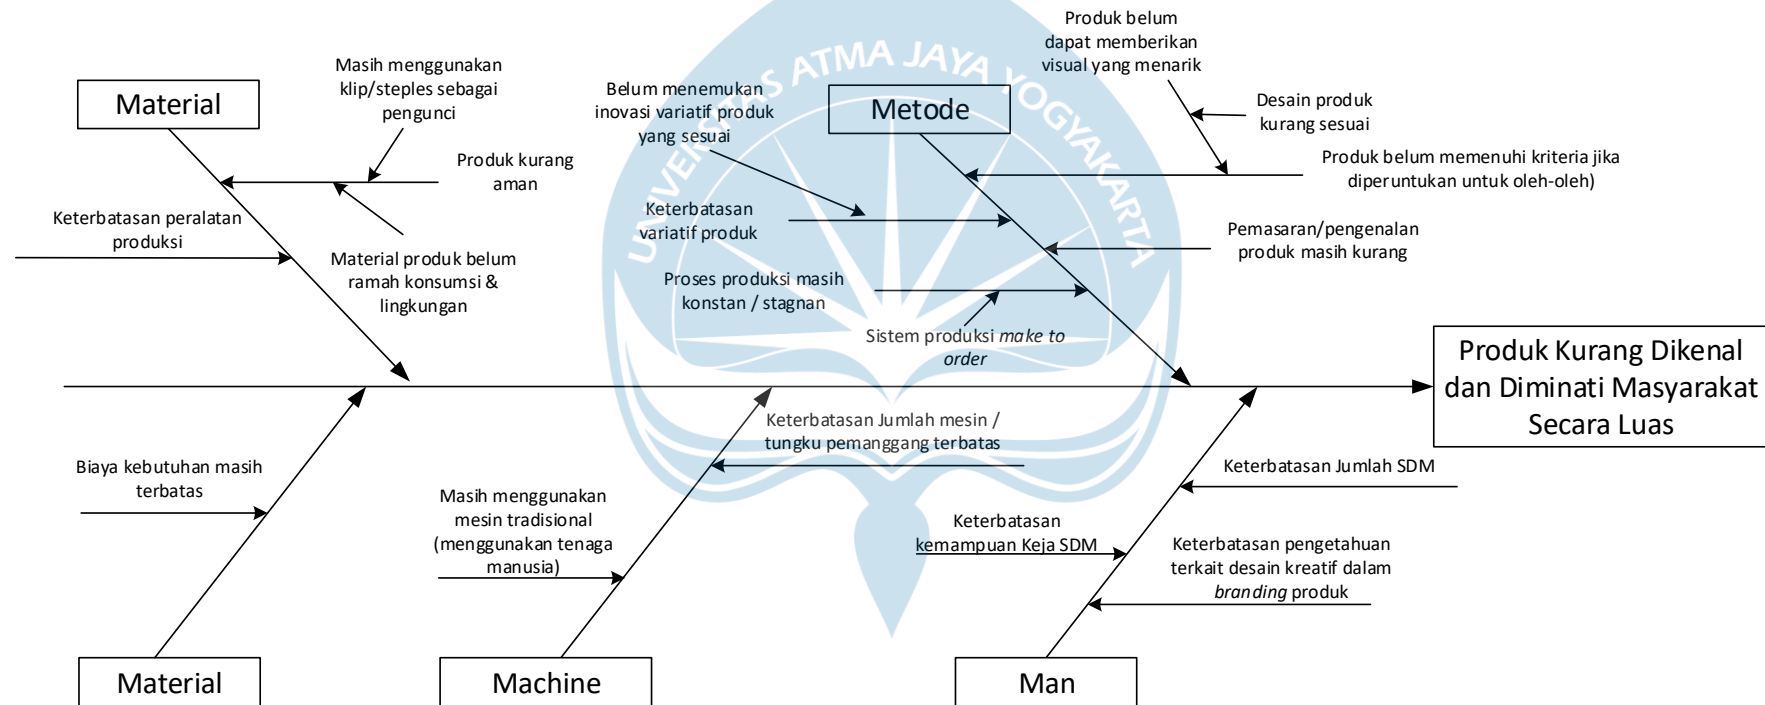 Material
Masih menggunakan
klip/steples sebagai
pengunci
Produk kurang
aman
Keterbatasan peralatan
produksi
Material produk belum
ramah konsumsi &
lingkungan
Belum menemukan
inovasi variatif produk
yang sesuai
Metode
Produk belum
dapat memberikan
visual yang menarik
Desain produk
kurang sesuai
Produk belum memenuhi kriteria jika
diperuntukan untuk oleh-oleh)
Keterbatasan
variatif produk
Pemasaran/pengenalan
produk masih kurang
Proses produksi masih
konstan / stagnan
Sistem produksi make to
order
UNIVERSITAS ATMA JAYA YOGYAKARTA
Produk Kurang Dikenal
dan Diminati Masyarakat
Secara Luas
Biaya kebutuhan masih
terbatas
Material
Keterbatasan Jumlah mesin /
tungku pemanggang terbatas
Masih menggunakan
mesin tradisional
(menggunakan tenaga
manusia)
Machine
Keterbatasan Jumlah SDM
Keterbatasan
kemampuan Keja SDM
Keterbatasan pengetahuan
terkait desain kreatif dalam
branding produk
Man